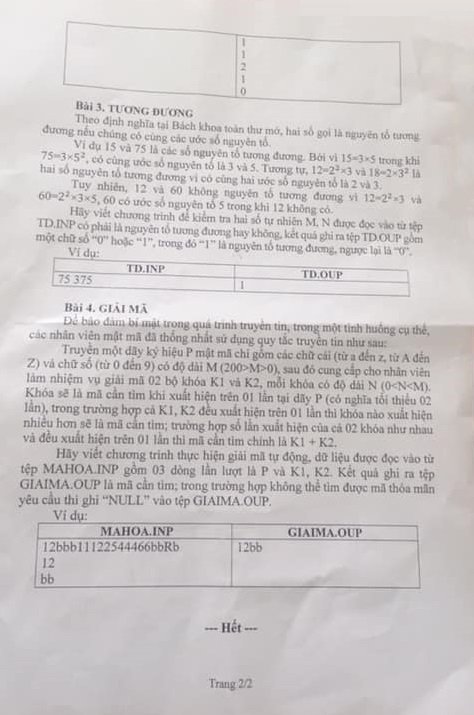 1
1
2
1
0
Bài 3. TƯƠNG ĐƯƠNG
Theo định nghĩa tại Bách khoa toàn thư mở, hai số gọi là nguyên tố tương
đương nếu chúng có cùng các ước số nguyên tố.
Ví dụ 15 và 75 là các số nguyên tố tương đương. Bởi vì 15=3×5 trong khi
75=3×5², có cùng ước số nguyên tố là 3 và 5. Tương tự, 12=2²×3 và 18=2×3² là
hai số nguyên tố tương đương vì có cùng hai ước số nguyên tố là 2 và 3.
Tuy nhiên, 12 và 60 không nguyên tố tương đương vì 12=2²×3 và
60=2²×3×5, 60 có ước số nguyên tố 5 trong khi 12 không có.
Hãy viết chương trình để kiểm tra hai số tự nhiên M, N được đọc vào từ tệp
TD.INP có phải là nguyên tố tương đương hay không, kết quả ghi ra tệp TD.OUP gồm
một chữ số "0" hoặc "1", trong đó "1" là nguyên tố tương đương, ngược lại là "0".
Ví dụ:
TD.INP TD.OUP
75 375 1
Bài 4. GIẢI MÃ
Để bảo đảm bí mật trong quá trình truyền tin, trong một tình huống cụ thể,
các nhân viên mật mã đã thống nhất sử dụng quy tắc truyền tin như sau:
Truyền một dãy ký hiệu P mật mã chỉ gồm các chữ cái (từ a đến z, từ A đến
Z) và chữ số (từ 0 đến 9) có độ dài M (200>M>0), sau đó cung cấp cho nhân viên
làm nhiệm vụ giải mã 02 bộ khóa K1 và K2, mỗi khóa có độ dài N (0<N<M).
Khóa sẽ là mã cần tìm khi xuất hiện trên 01 lần tại dãy P (có nghĩa tối thiểu 02
lần), trong trường hợp cả K1, K2 đều xuất hiện trên 01 lần thì khóa nào xuất hiện
nhiều hơn sẽ là mã cần tìm; trường hợp số lần xuất hiện của cả 02 khóa như nhau
và đều xuất hiện trên 01 lần thì mã cần tìm chính là K1 + K2.
Hãy viết chương trình thực hiện giải mã tự động, dữ liệu được đọc vào từ
tệp MAHOA.INP gồm 03 dòng lần lượt là P và K1, K2. Kết quả ghi ra tệp
GIAIMA.OUP là mã cần tìm; trong trường hợp không thể tìm được mã thỏa mãn
yêu cầu thì ghi "NULL" vào tệp GIAIMA.OUP.
Ví dụ:
MAHOA.INP GIAIMA.OUP
12bbb11122544466bbRb 12bb
12
bb
--- Hết ---
Trang 2/2